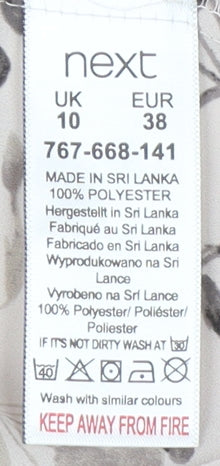 next
UK EUR
10 38
767-668-141
MADE IN SRI LANKA
100% POLYESTER
Hergestellt in Sri Lanka
Fabriqué au Sri Lanka
Fabricado en Sri Lanka
Wyprodukowano na Sri
Lance
Vyrobeno na Srí Lance
100% Polyester/ Poliéster/
Poliester
IF IT'S NOT DIRTY WASH AT 30
40
Wash with similar colours
KEEP AWAY FROM FIRE